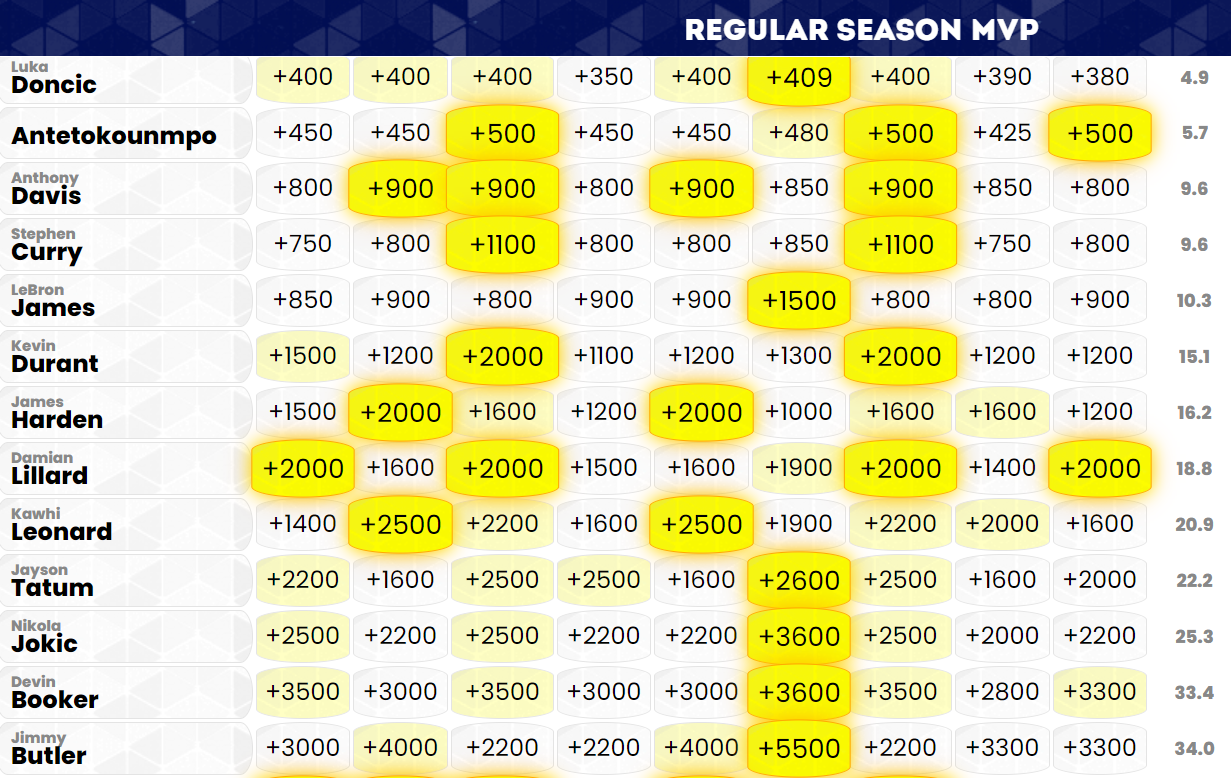 REGULAR SEASON MVP
Luka
Doncic +400 +400 +400 +350 +400 +409 +400 +390 +380 4.9
Antetokounmpo +450 +450 +500 +450 +450 +480 +500 +425 +500 5.7
Anthony
Davis +800 +900 +900 +800 +900 +850 +900 +850 +800 9.6
Stephen
Curry +750 +800 +1100 +800 +800 +850 +1100 +750 +800 9.6
LeBron
James +850 +900 +800 +900 +900 +1500 +800 +800 +900 10.3
Kevin
Durant +1500 +1200 +2000 +1100 +1200 +1300 +2000 +1200 +1200 15.1
James
Harden +1500 +2000 +1600 +1200 +2000 +1000 +1600 +1600 +1200 16.2
Damian
Lillard +2000 +1600 +2000 +1500 +1600 +1900 +2000 +1400 +2000 18.8
Kawhi
Leonard +1400 +2500 +2200 +1600 +2500 +1900 +2200 +2000 +1600 20.9
Jayson
Tatum +2200 +1600 +2500 +2500 +1600 +2600 +2500 +1600 +2000 22.2
Nikola
Jokic +2500 +2200 +2500 +2200 +2200 +3600 +2500 +2000 +2200 25.3
Devin
Booker +3500 +3000 +3500 +3000 +3000 +3600 +3500 +2800 +3300 33.4
Jimmy
Butler +3000 +4000 +2200 +2200 +4000 +5500 +2200 +3300 +3300 34.0